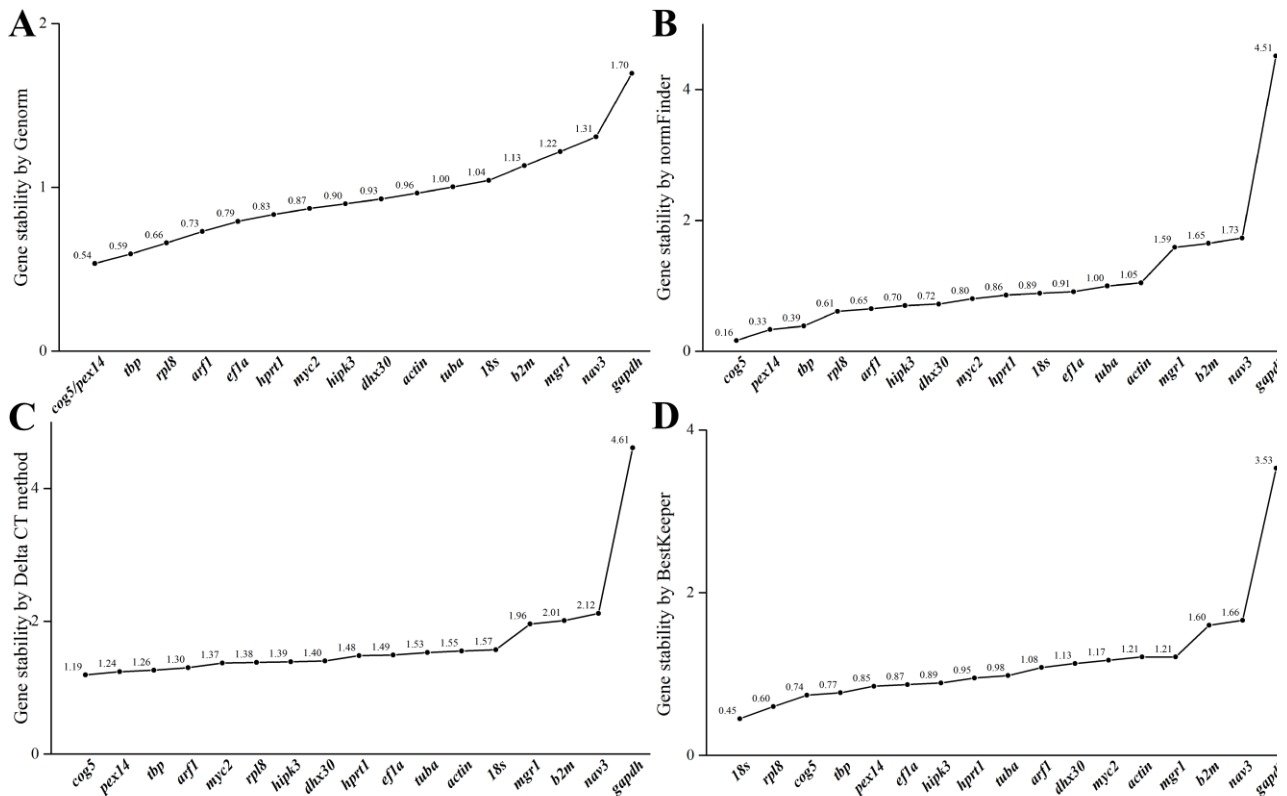 A
Gene stability by Genorm
2
1
0
0.54
0.59
0.66
0.73
0.79
0.83
0.87
0.90
0.93
0.96
1.00
1.04
1.13
1.22
1.31
1.70
cog5/pex14
tbp
rpl8
arf1
ef1a
hprt1
myc2
hipk3
dhx30
actin
tuba
18s
b2m
mgr1
nav3
gapdh
B
Gene stability by normFinder
4
2
0
0.16
0.33
0.39
0.61
0.65
0.70
0.72
0.80
0.86
0.89
0.91
1.00
1.05
1.59
1.65
1.73
4.51
cog5
pex14
tbp
rpl8
arf1
hipk3
dhx30
myc2
hprt1
18s
ef1a
tuba
actin
mgr1
b2m
nav3
gapdh
C
Gene stability by Delta CT method
4
2
0
1.19
1.24
1.26
1.30
1.37
1.38
1.39
1.40
1.48
1.49
1.53
1.55
1.57
1.96
2.01
2.12
4.61
cog5
pex14
tbp
arf1
myc2
rpl8
hipk3
dhx30
hprt1
ef1a
tuba
actin
18s
mgr1
b2m
nav3
gapdh
D
Gene stability by BestKeeper
4
2
0
0.45
0.60
0.74
0.77
0.85
0.87
0.89
0.95
0.98
1.08
1.13
1.17
1.21
1.21
1.60
1.66
3.53
18s
rpl8
cog5
tbp
pex14
ef1a
hipk3
hprt1
tuba
arf1
dhx30
myc2
actin
mgr1
b2m
nav3
gapdh